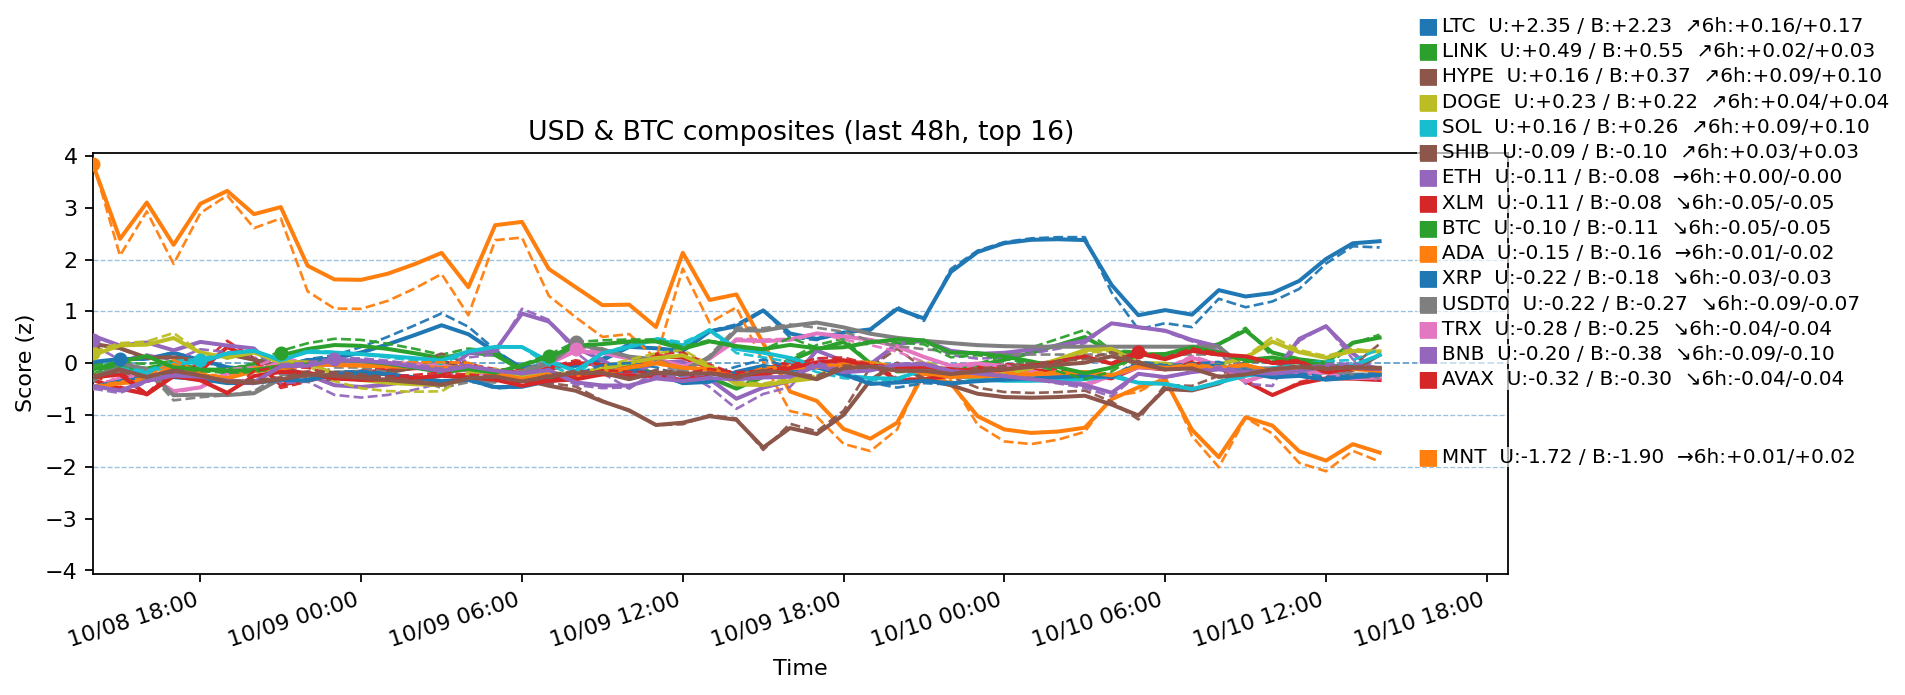 LTC  U:+2.35 / B:+2.23  ↗6h:+0.16/+0.17
LINK  U:+0.49 / B:+0.55  ↗6h:+0.02/+0.03
HYPE  U:+0.16 / B:+0.37  ↗6h:+0.09/+0.10
DOGE  U:+0.23 / B:+0.22  ↗6h:+0.04/+0.04
SOL  U:+0.16 / B:+0.26  ↗6h:+0.09/+0.10
SHIB  U:-0.09 / B:-0.10  ↗6h:+0.03/+0.03
ETH  U:-0.11 / B:-0.08  →6h:+0.00/-0.00
XLM  U:-0.11 / B:-0.08  ↘6h:-0.05/-0.05
BTC  U:-0.10 / B:-0.11  ↘6h:-0.05/-0.05
ADA  U:-0.15 / B:-0.16  →6h:-0.01/-0.02
XRP  U:-0.22 / B:-0.18  ↘6h:-0.03/-0.03
USDT0  U:-0.22 / B:-0.27  ↘6h:-0.09/-0.07
TRX  U:-0.28 / B:-0.25  ↘6h:-0.04/-0.04
BNB  U:-0.20 / B:-0.38  ↘6h:-0.09/-0.10
AVAX  U:-0.32 / B:-0.30  ↘6h:-0.04/-0.04
MNT  U:-1.72 / B:-1.90  →6h:+0.01/+0.02
USD & BTC composites (last 48h, top 16)
Score (z)
4
3
2
1
0
−1
−2
−3
−4
10/08 18:00
10/09 00:00
10/09 06:00
10/09 12:00
10/09 18:00
10/10 00:00
10/10 06:00
10/10 12:00
10/10 18:00
Time